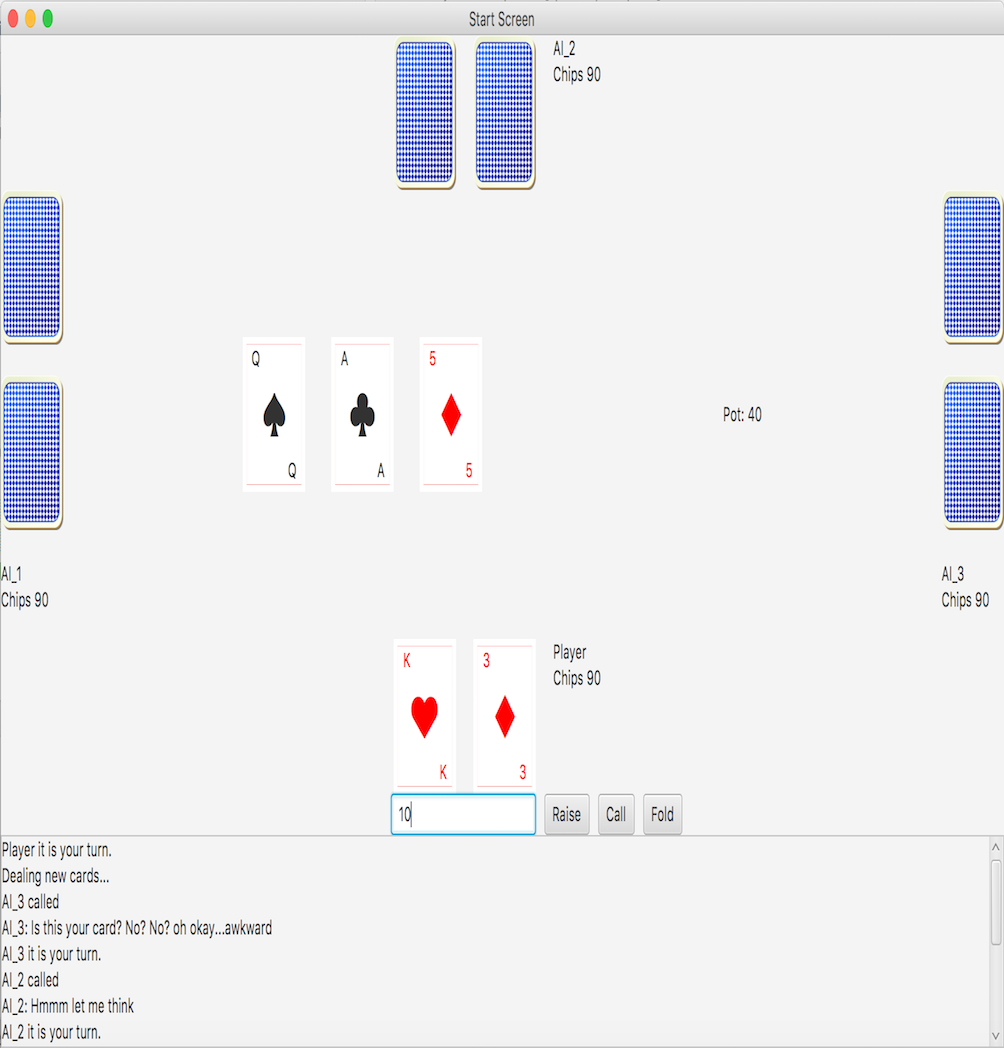 Start Screen
AI_2
Chips 90
Q
A
5
Q
A
5
Pot: 40
AI_1
Chips 90
AI_3
Chips 90
K
3
Player
Chips 90
K
3
10
Raise
Call
Fold
Player it is your turn.
Dealing new cards...
AI_3 called
AI_3: Is this your card? No? No? oh okay...awkward
AI_3 it is your turn.
AI_2 called
AI_2: Hmmm let me think
AI_2 it is your turn.